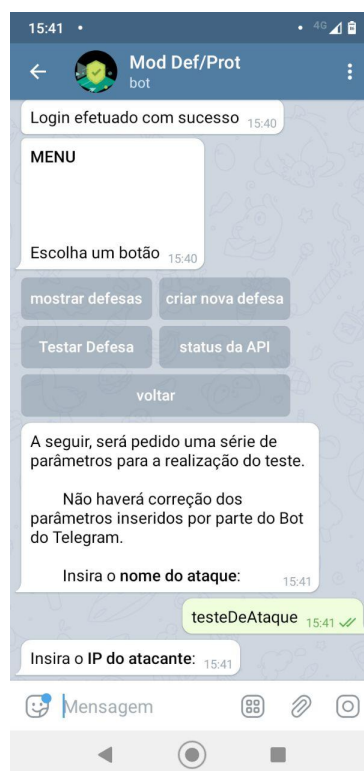 15:41
4G
Mod Def/Prot
bot
Login efetuado com sucesso 15:40
MENU
Escolha um botão 15:40
mostrar defesas criar nova defesa
Testar Defesa status da API
voltar
A seguir, será pedido uma série de
parâmetros para a realização do teste.
Não haverá correção dos
parâmetros inseridos por parte do Bot
do Telegram.
Insira o nome do ataque: 15:41
testeDeAtaque 15:41
Insira o IP do atacante: 15:41
Mensagem